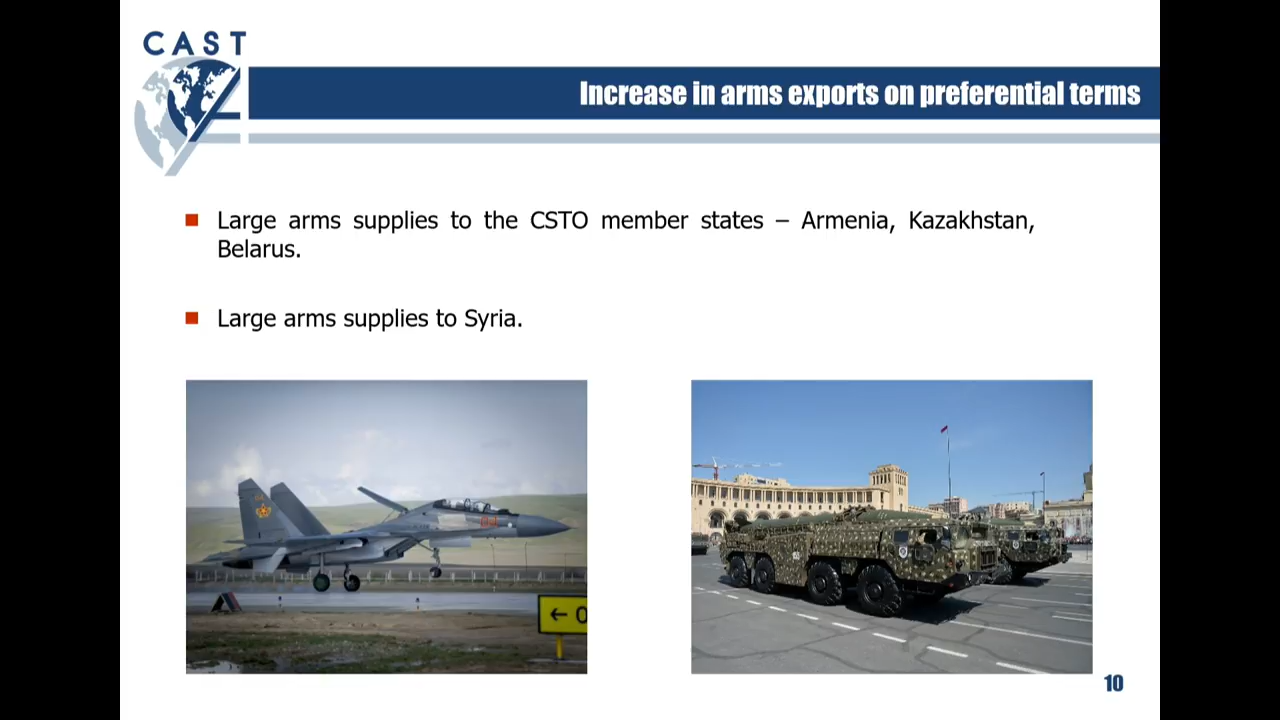 CAST
Increase in arms exports on preferential terms
Large arms supplies to the CSTO member states – Armenia, Kazakhstan,
Belarus.
Large arms supplies to Syria.
← 0
10